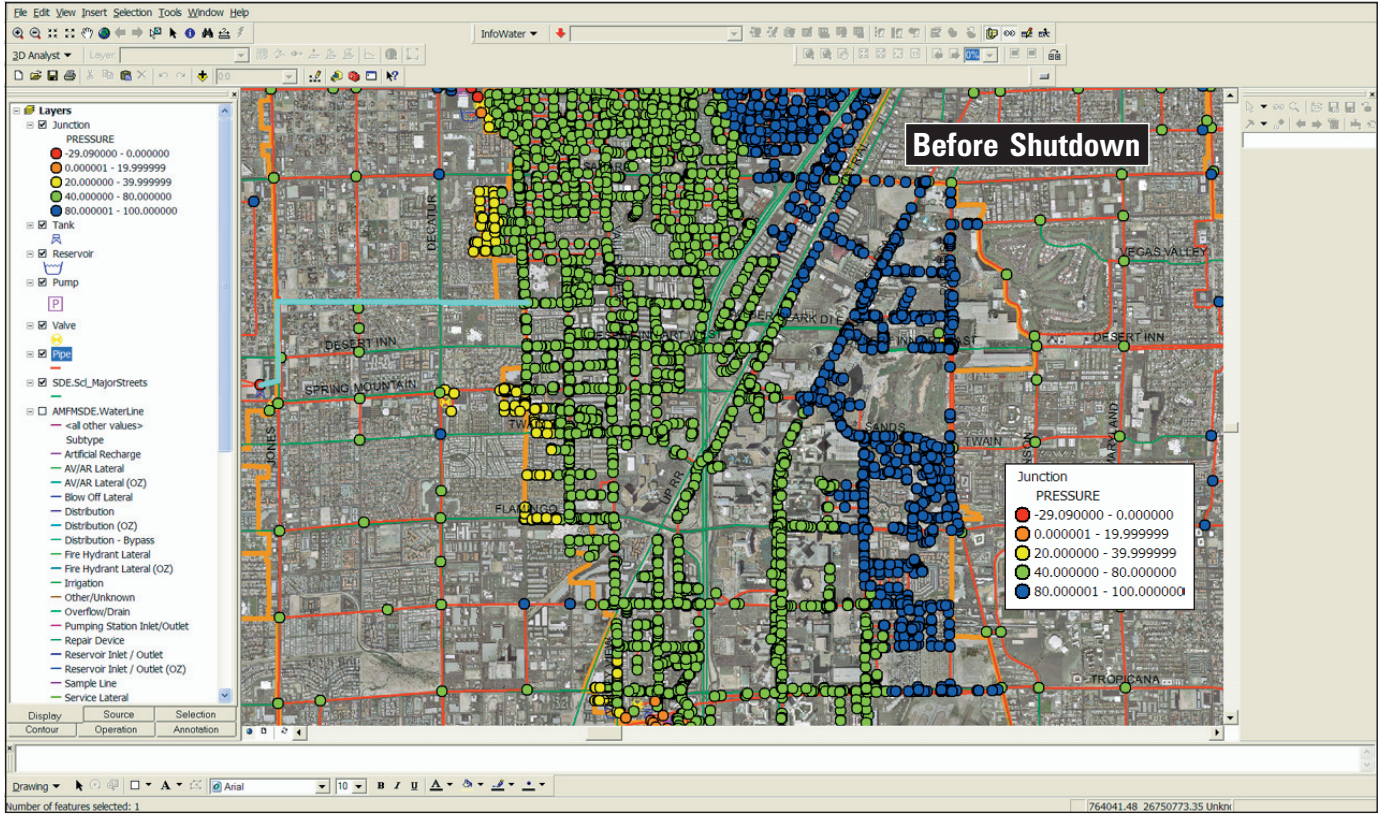 File Edit View Insert Selection Tools Window Help
InfoWater
3D Analyst Layer:
0%
0:0
Layers
Junction
PRESSURE
-29.090000 - 0.000000
0.000001 - 19.999999
20.000000 - 39.999999
40.000000 - 80.000000
80.000001 - 100.000000
Tank
Reservoir
Pump
P
Valve
Pipe
SDE.Scl_MajorStreets
AMFMSDE.WaterLine
<all other values>
Subtype
Artificial Recharge
AV/AR Lateral
AV/AR Lateral (OZ)
Blow Off Lateral
Distribution
Distribution (OZ)
Distribution - Bypass
Fire Hydrant Lateral
Fire Hydrant Lateral (OZ)
Irrigation
Other/Unknown
Overflow/Drain
Pumping Station Inlet/Outlet
Repair Device
Reservoir Inlet / Outlet
Reservoir Inlet / Outlet (OZ)
Sample Line
Service Lateral
Display Source Selection
Contour Operation Annotation
Before Shutdown
SAHARA
DECATUR
VEGAS VALLEY
DESERT INN
DESERT INN
SPRING MOUNTAIN
JONES
SANDS
TWAIN
MARYLAND
UP RR
FLAMINGO
TROPICANA
Junction
PRESSURE
-29.090000 - 0.000000
0.000001 - 19.999999
20.000000 - 39.999999
40.000000 - 80.000000
80.000001 - 100.000000
Drawing A Arial 10 B I U A
Number of features selected: 1
764041.48 26750773.35 Unkn